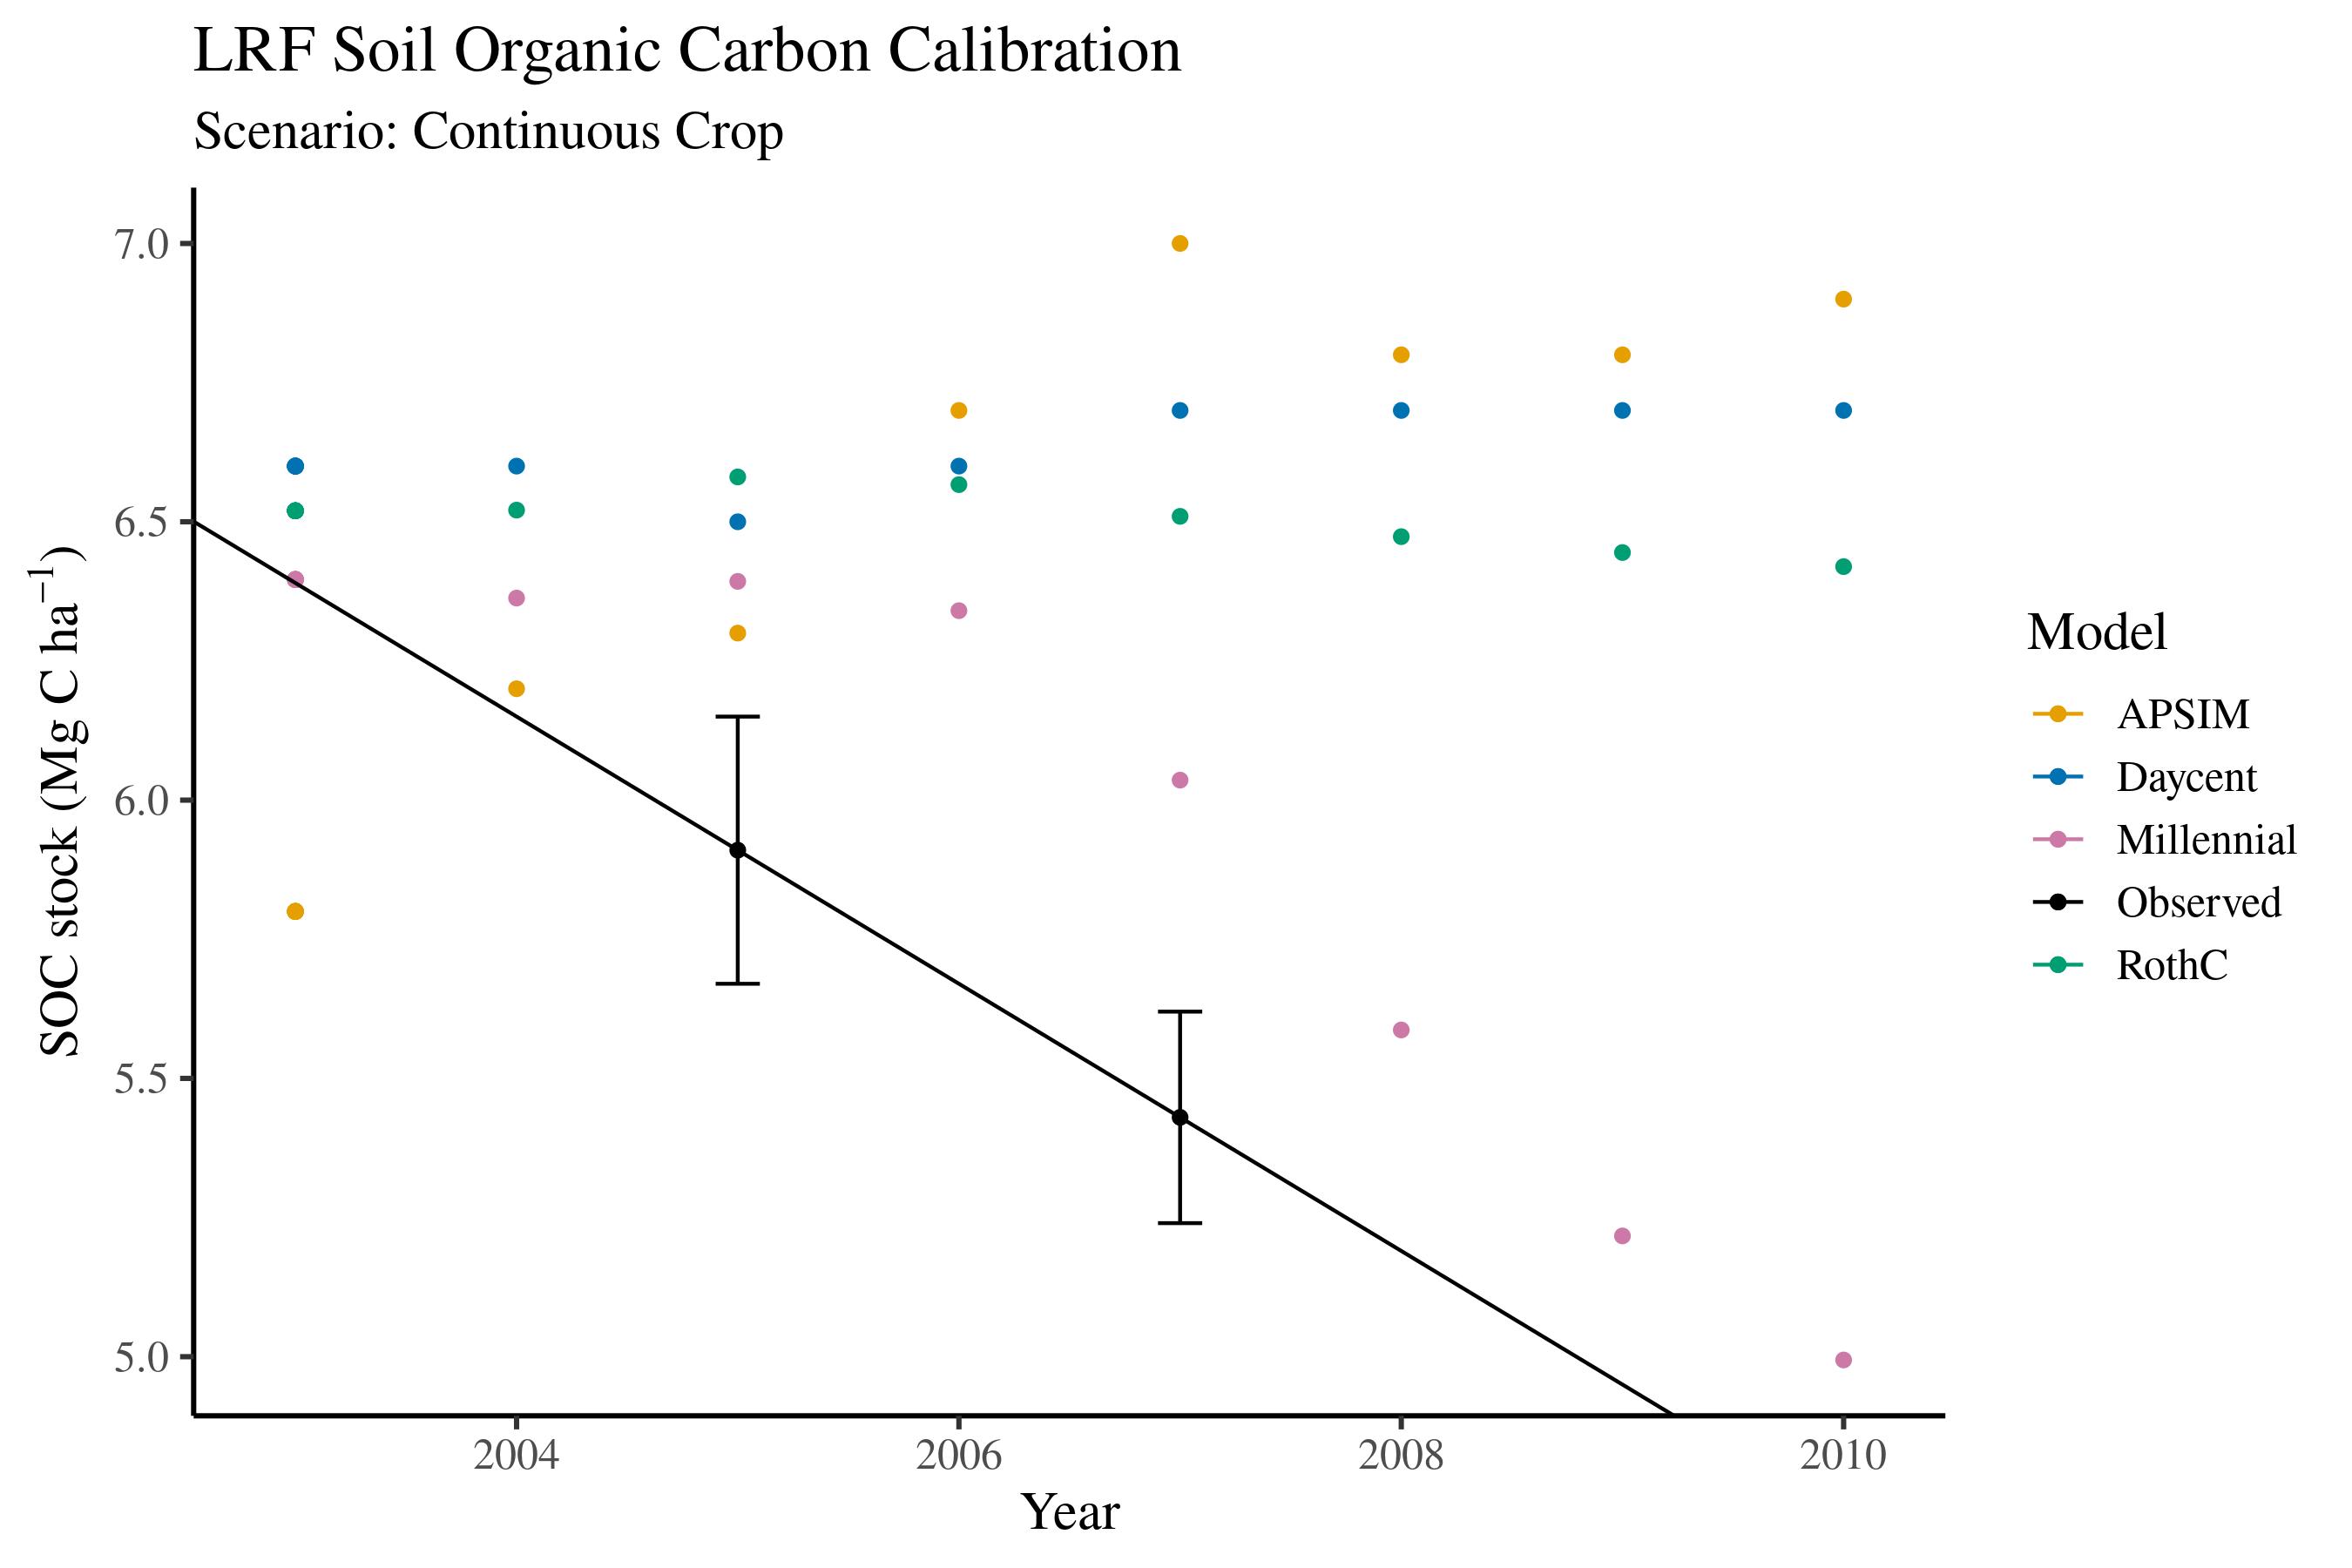 LRF Soil Organic Carbon Calibration
Scenario: Continuous Crop
SOC stock (Mg C ha⁻¹)
7.0
6.5
6.0
5.5
5.0
2004
2006
2008
2010
Year
Model
APSIM
Daycent
Millennial
Observed
RothC